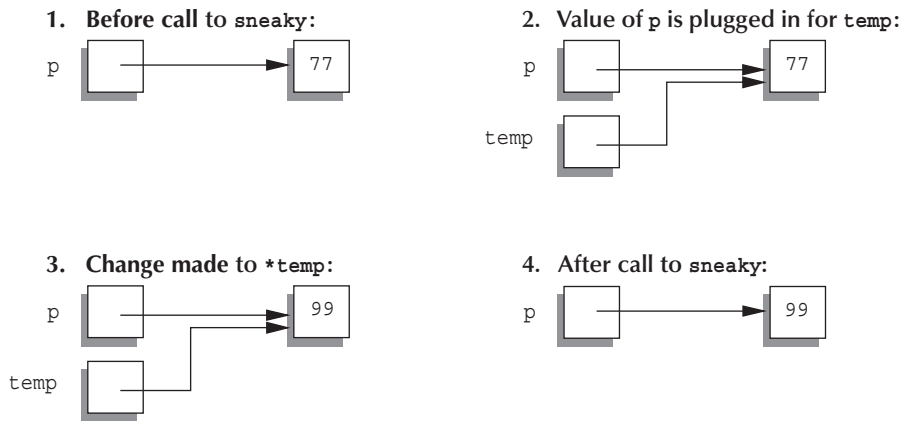 1. Before call to sneaky:
p
77
2. Value of p is plugged in for temp:
p
77
temp
3. Change made to *temp:
p
99
temp
4. After call to sneaky:
p
99